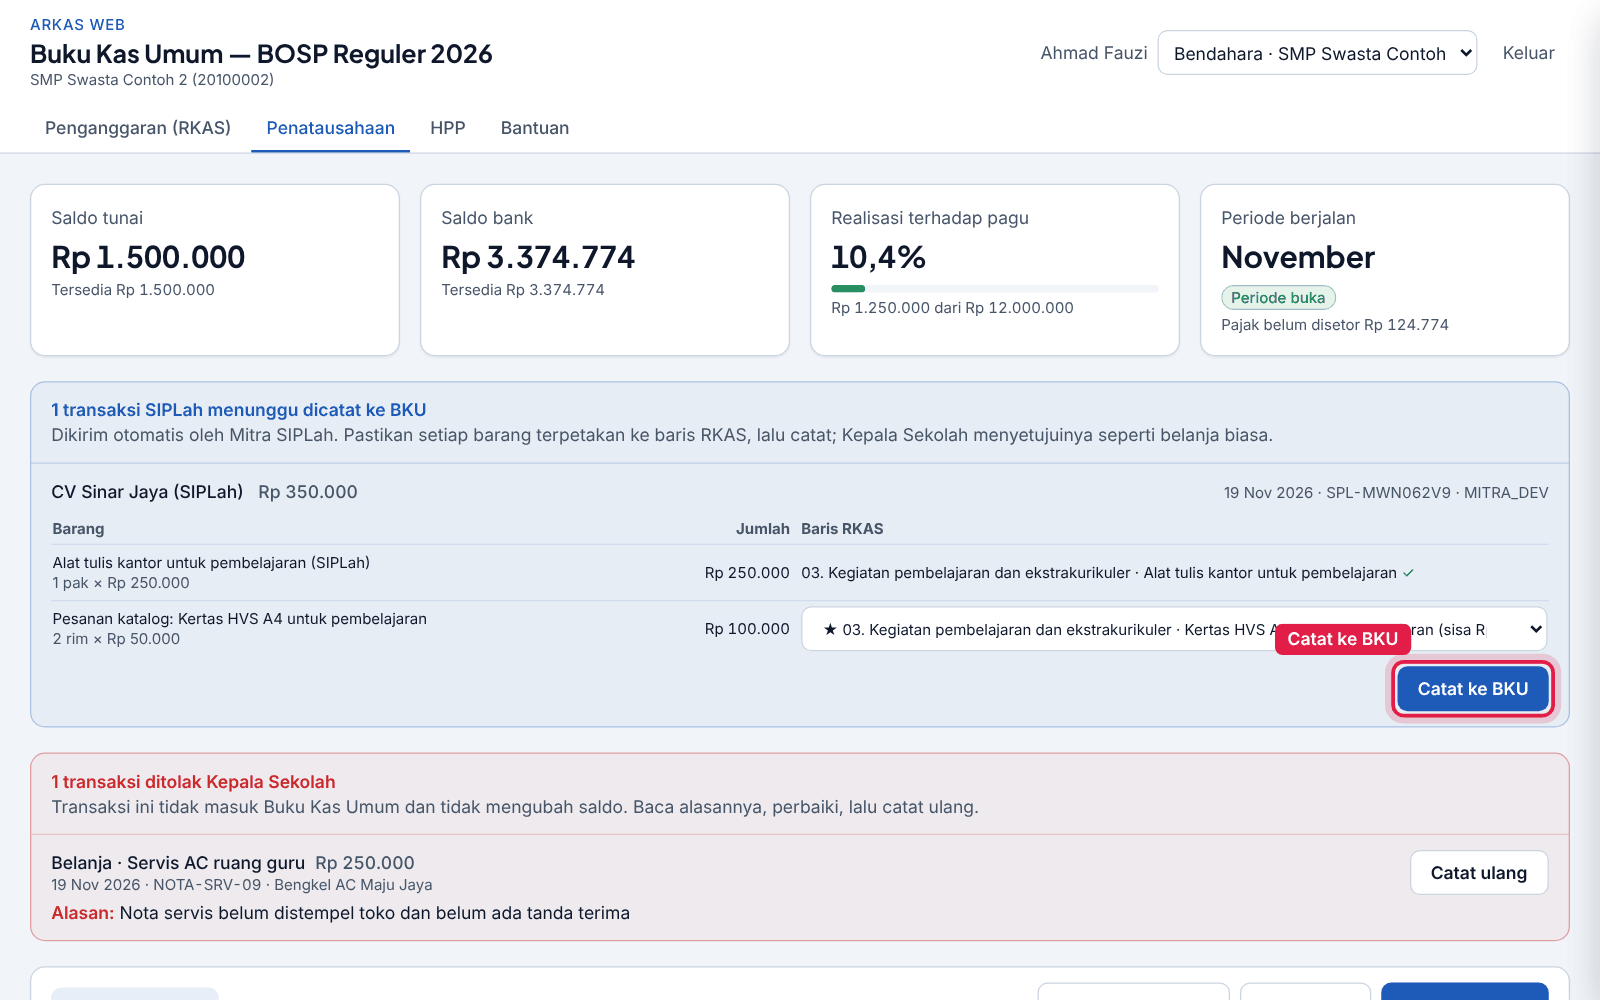 ARKAS WEB
Buku Kas Umum — BOSP Reguler 2026
SMP Swasta Contoh 2 (20100002)
Ahmad Fauzi
Bendahara · SMP Swasta Contoh
Keluar
Penganggaran (RKAS)
Penatausahaan
HPP
Bantuan
Saldo tunai
Rp 1.500.000
Tersedia Rp 1.500.000
Saldo bank
Rp 3.374.774
Tersedia Rp 3.374.774
Realisasi terhadap pagu
10,4%
Rp 1.250.000 dari Rp 12.000.000
Periode berjalan
November
Periode buka
Pajak belum disetor Rp 124.774
1 transaksi SIPLah menunggu dicatat ke BKU
Dikirim otomatis oleh Mitra SIPLah. Pastikan setiap barang terpetakan ke baris RKAS, lalu catat; Kepala Sekolah menyetujuinya seperti belanja biasa.
CV Sinar Jaya (SIPLah) Rp 350.000
19 Nov 2026 · SPL-MWN062V9 · MITRA_DEV
Barang Jumlah Baris RKAS
Alat tulis kantor untuk pembelajaran (SIPLah)
1 pak × Rp 250.000
Rp 250.000
03. Kegiatan pembelajaran dan ekstrakurikuler · Alat tulis kantor untuk pembelajaran ✓
Pesanan katalog: Kertas HVS A4 untuk pembelajaran
2 rim × Rp 50.000
Rp 100.000
★ 03. Kegiatan pembelajaran dan ekstrakurikuler · Kertas HVS (sisa
Catat ke BKU
Catat ke BKU
1 transaksi ditolak Kepala Sekolah
Transaksi ini tidak masuk Buku Kas Umum dan tidak mengubah saldo. Baca alasannya, perbaiki, lalu catat ulang.
Belanja · Servis AC ruang guru Rp 250.000
19 Nov 2026 · NOTA-SRV-09 · Bengkel AC Maju Jaya
Alasan: Nota servis belum distempel toko dan belum ada tanda terima
Catat ulang